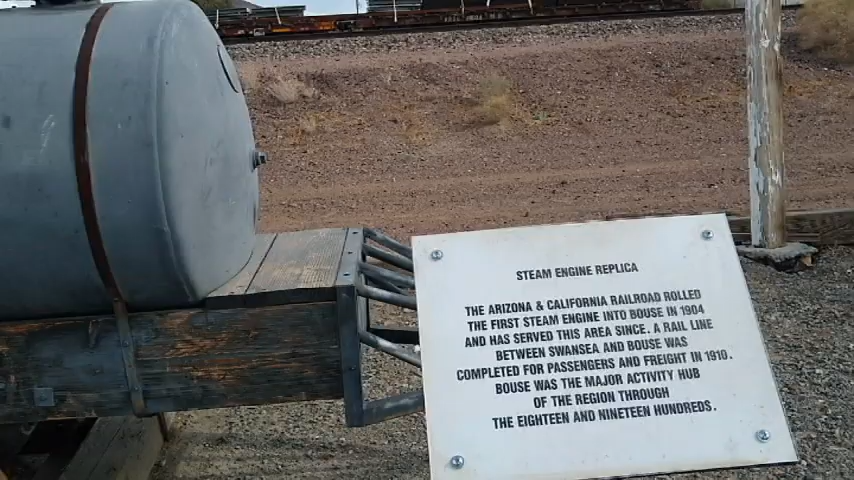 STEAM ENGINE REPLICA
THE ARIZONA & CALIFORNIA RAILROAD ROLLED
THE FIRST STEAM ENGINE INTO BOUSE IN 1904
AND HAS SERVED THIS AREA SINCE. A RAIL LINE
BETWEEN SWANSEA AND BOUSE WAS
COMPLETED FOR PASSENGERS AND FREIGHT IN 1910.
BOUSE WAS THE MAJOR ACTIVITY HUB
OF THE REGION THROUGH
THE EIGHTEEN AND NINETEEN HUNDREDS.